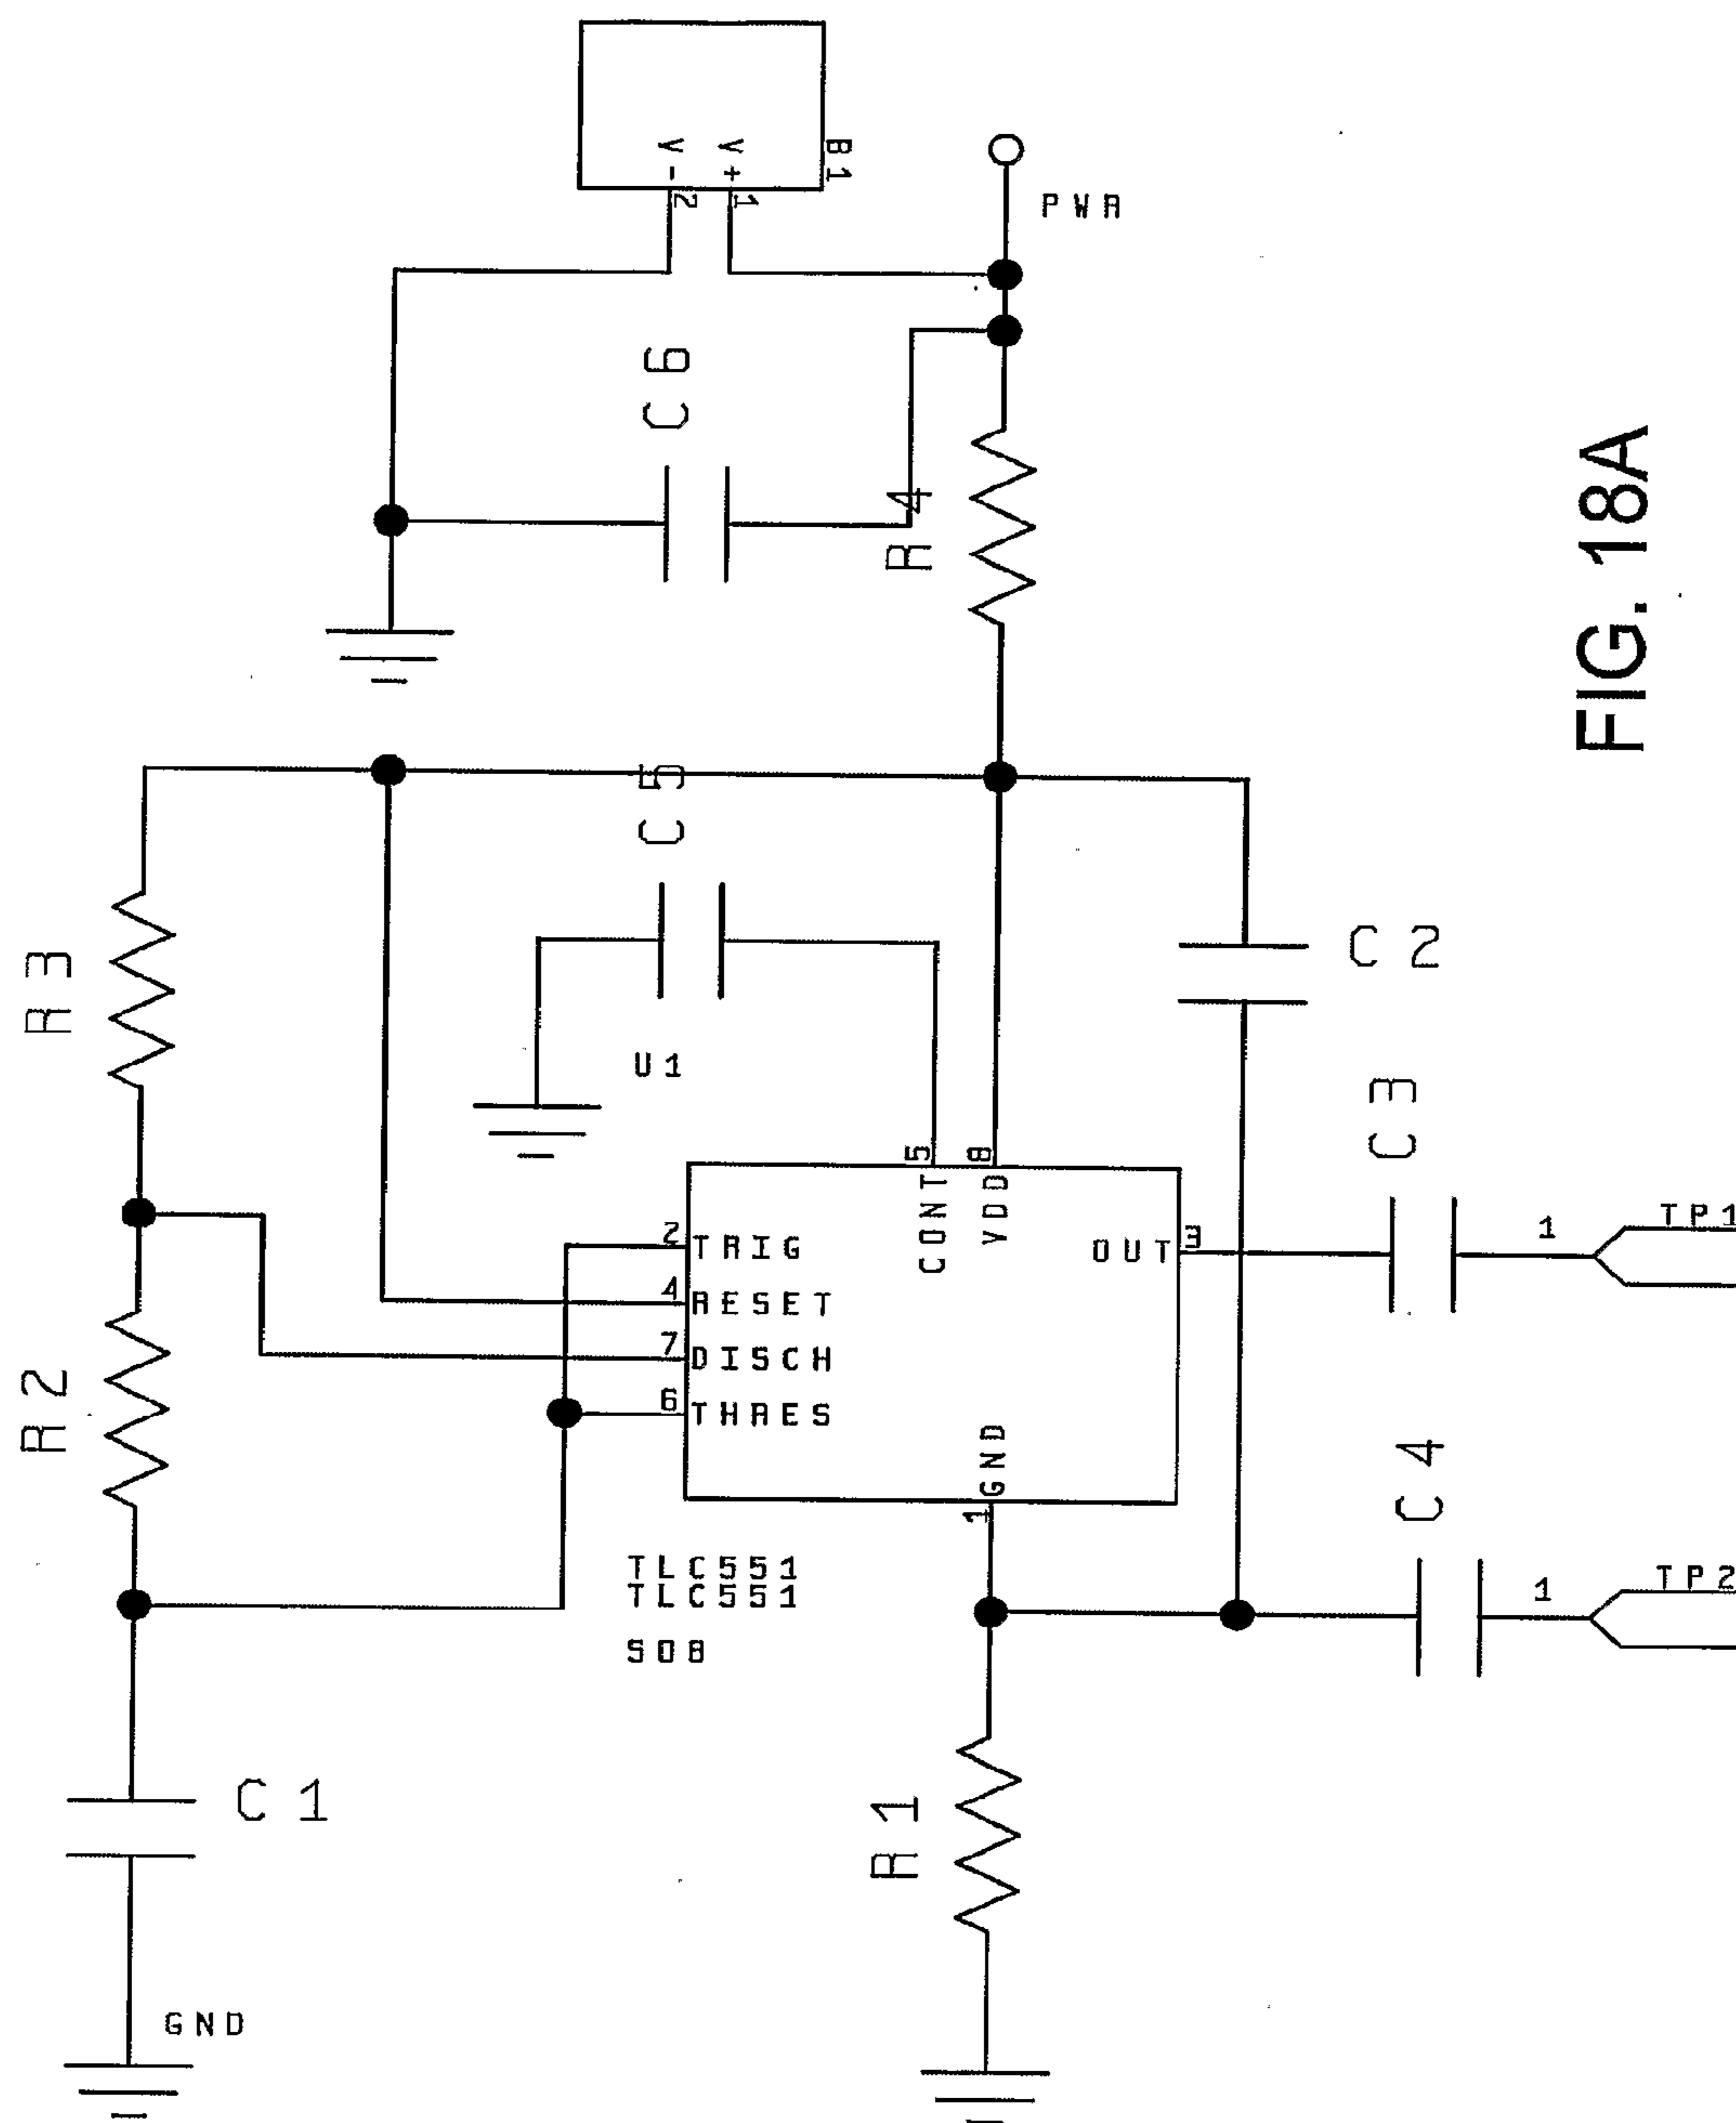 B1
V-
V+
2
1
PWR
C6
R4
FIG. 18A
C5
R3
C2
U1
C3
5
8
CONT
VDD
2
TRIG
OUT
3
1
TP1
4
RESET
7
DISCH
R2
6
THRES
GND
1
C4
TLC551
TLC551
1
TP2
SO8
C1
R1
GND